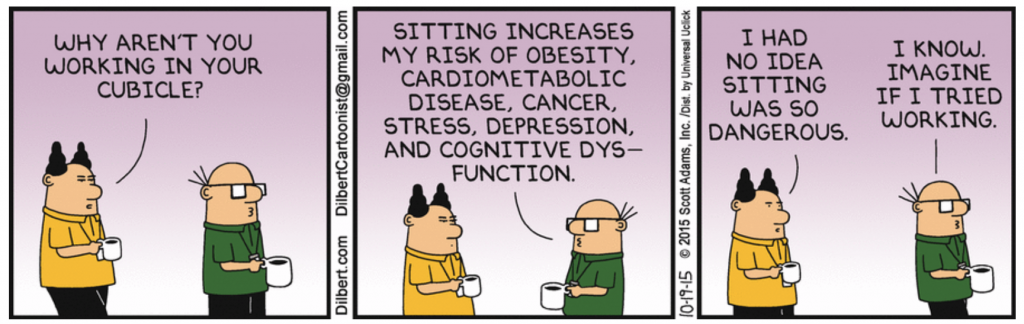 WHY AREN'T YOU
WORKING IN YOUR
CUBICLE?
Dilbert.com DilbertCartoonist@gmail.com
SITTING INCREASES
MY RISK OF OBESITY,
CARDIOMETABOLIC
DISEASE, CANCER,
STRESS, DEPRESSION,
AND COGNITIVE DYS-
FUNCTION.
10-19-15 © 2015 Scott Adams, Inc. /Dist. by Universal Uclick
I HAD
NO IDEA
SITTING
WAS SO
DANGEROUS.
I KNOW.
IMAGINE
IF I TRIED
WORKING.